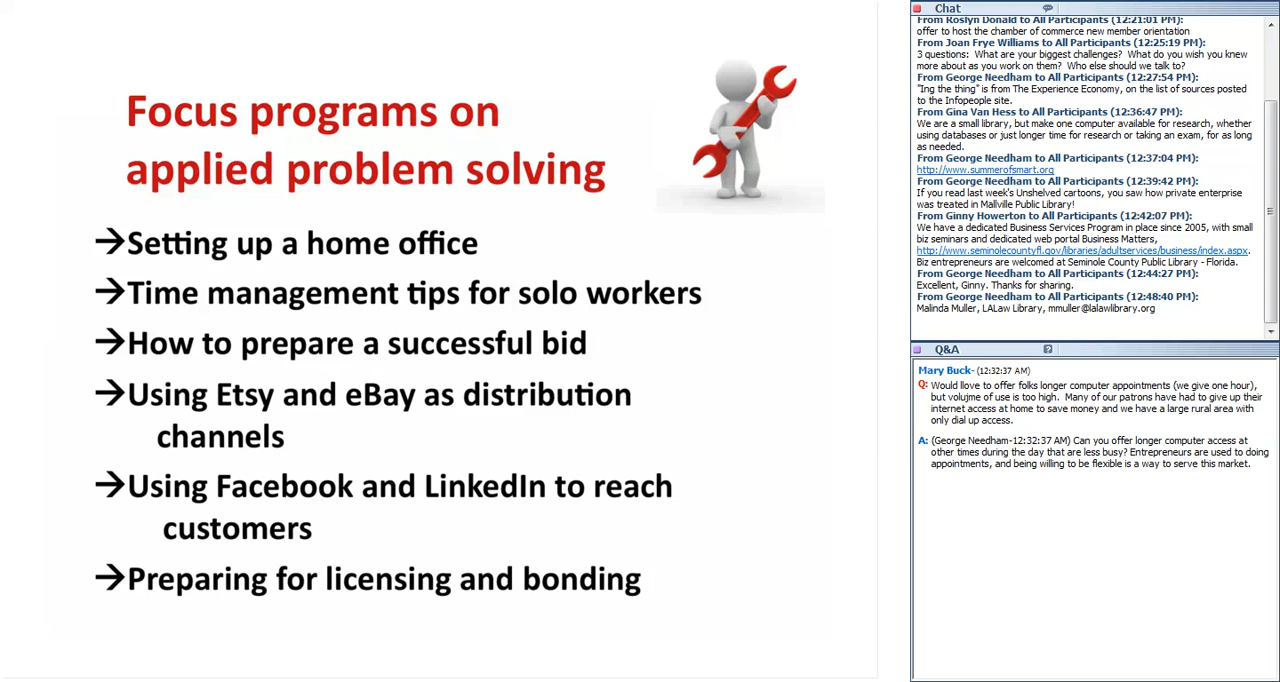 Focus programs on
applied problem solving
→Setting up a home office
→Time management tips for solo workers
→How to prepare a successful bid
→Using Etsy and eBay as distribution
channels
→Using Facebook and LinkedIn to reach
customers
→Preparing for licensing and bonding
Chat
From Roslyn Donald to All Participants (12:21:01 PM):
offer to host the chamber of commerce new member orientation
From Joan Frye Williams to All Participants (12:25:19 PM):
3 questions: What are your biggest challenges? What do you wish you knew
more about as you work on them? Who else should we talk to?
From George Needham to All Participants (12:27:54 PM):
"Ing the thing" is from The Experience Economy, on the list of sources posted
to the Infopeople site.
From Gina Van Hess to All Participants (12:36:47 PM):
We are a small library, but make one computer available for research, whether
using databases or just longer time for research or taking an exam, for as long
as needed.
From George Needham to All Participants (12:37:04 PM):
http://www.summerofsmart.org
From George Needham to All Participants (12:39:42 PM):
If you read last week's Unshelved cartoons, you saw how private enterprise
was treated in Mallville Public Library!
From Ginny Howerton to All Participants (12:42:07 PM):
We have a dedicated Business Services Program in place since 2005, with small
biz seminars and dedicated web portal Business Matters,
http://www.seminolecountyfl.gov/libraries/adultservices/business/index.aspx.
Biz entrepreneurs are welcomed at Seminole County Public Library - Florida.
From George Needham to All Participants (12:44:27 PM):
Excellent, Ginny. Thanks for sharing.
From George Needham to All Participants (12:48:40 PM):
Malinda Muller, LALaw Library, mmuller@lalawlibrary.org
Q&A
Mary Buck- (12:32:37 AM)
Q: Would llove to offer folks longer computer appointments (we give one hour),
but volujme of use is too high. Many of our patrons have had to give up their
internet access at home to save money and we have a large rural area with
only dial up access.
A: (George Needham-12:32:37 AM) Can you offer longer computer access at
other times during the day that are less busy? Entrepreneurs are used to doing
appointments, and being willing to be flexible is a way to serve this market.